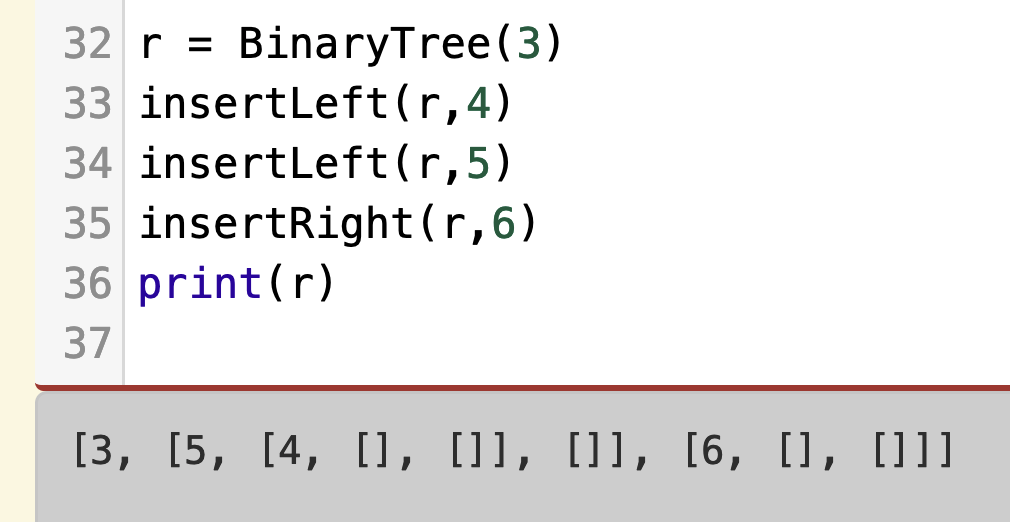 32 r = BinaryTree(3)
33 insertLeft(r,4)
34 insertLeft(r,5)
35 insertRight(r,6)
36 print(r)
37
[3, [5, [4, [], []], []], [6, [], []]]